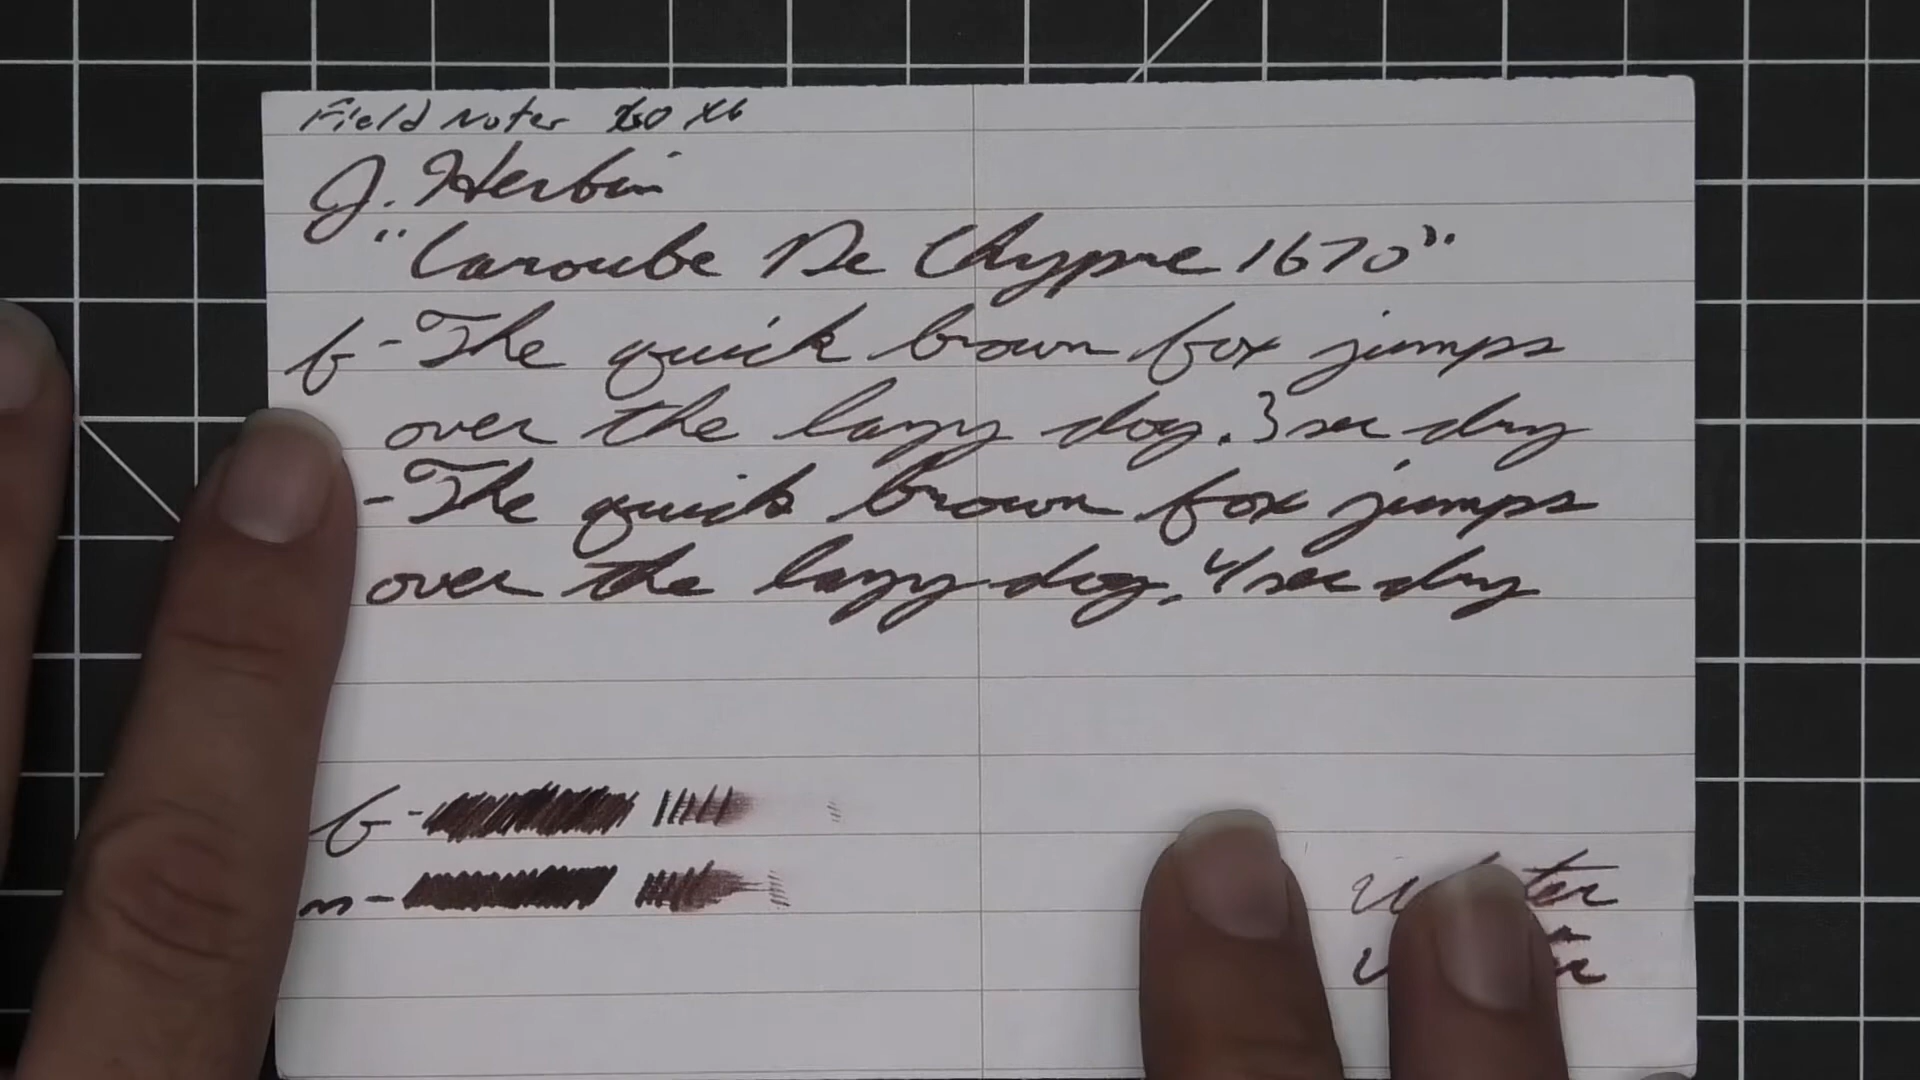 Field Notes 60 lb
J. Herbin
"Caroube De Chypre 1670"
f - The quick brown fox jumps
over the lazy dog. 3 sec dry
- The quick brown fox jumps
over the lazy dog. 4 sec dry
f -
m -